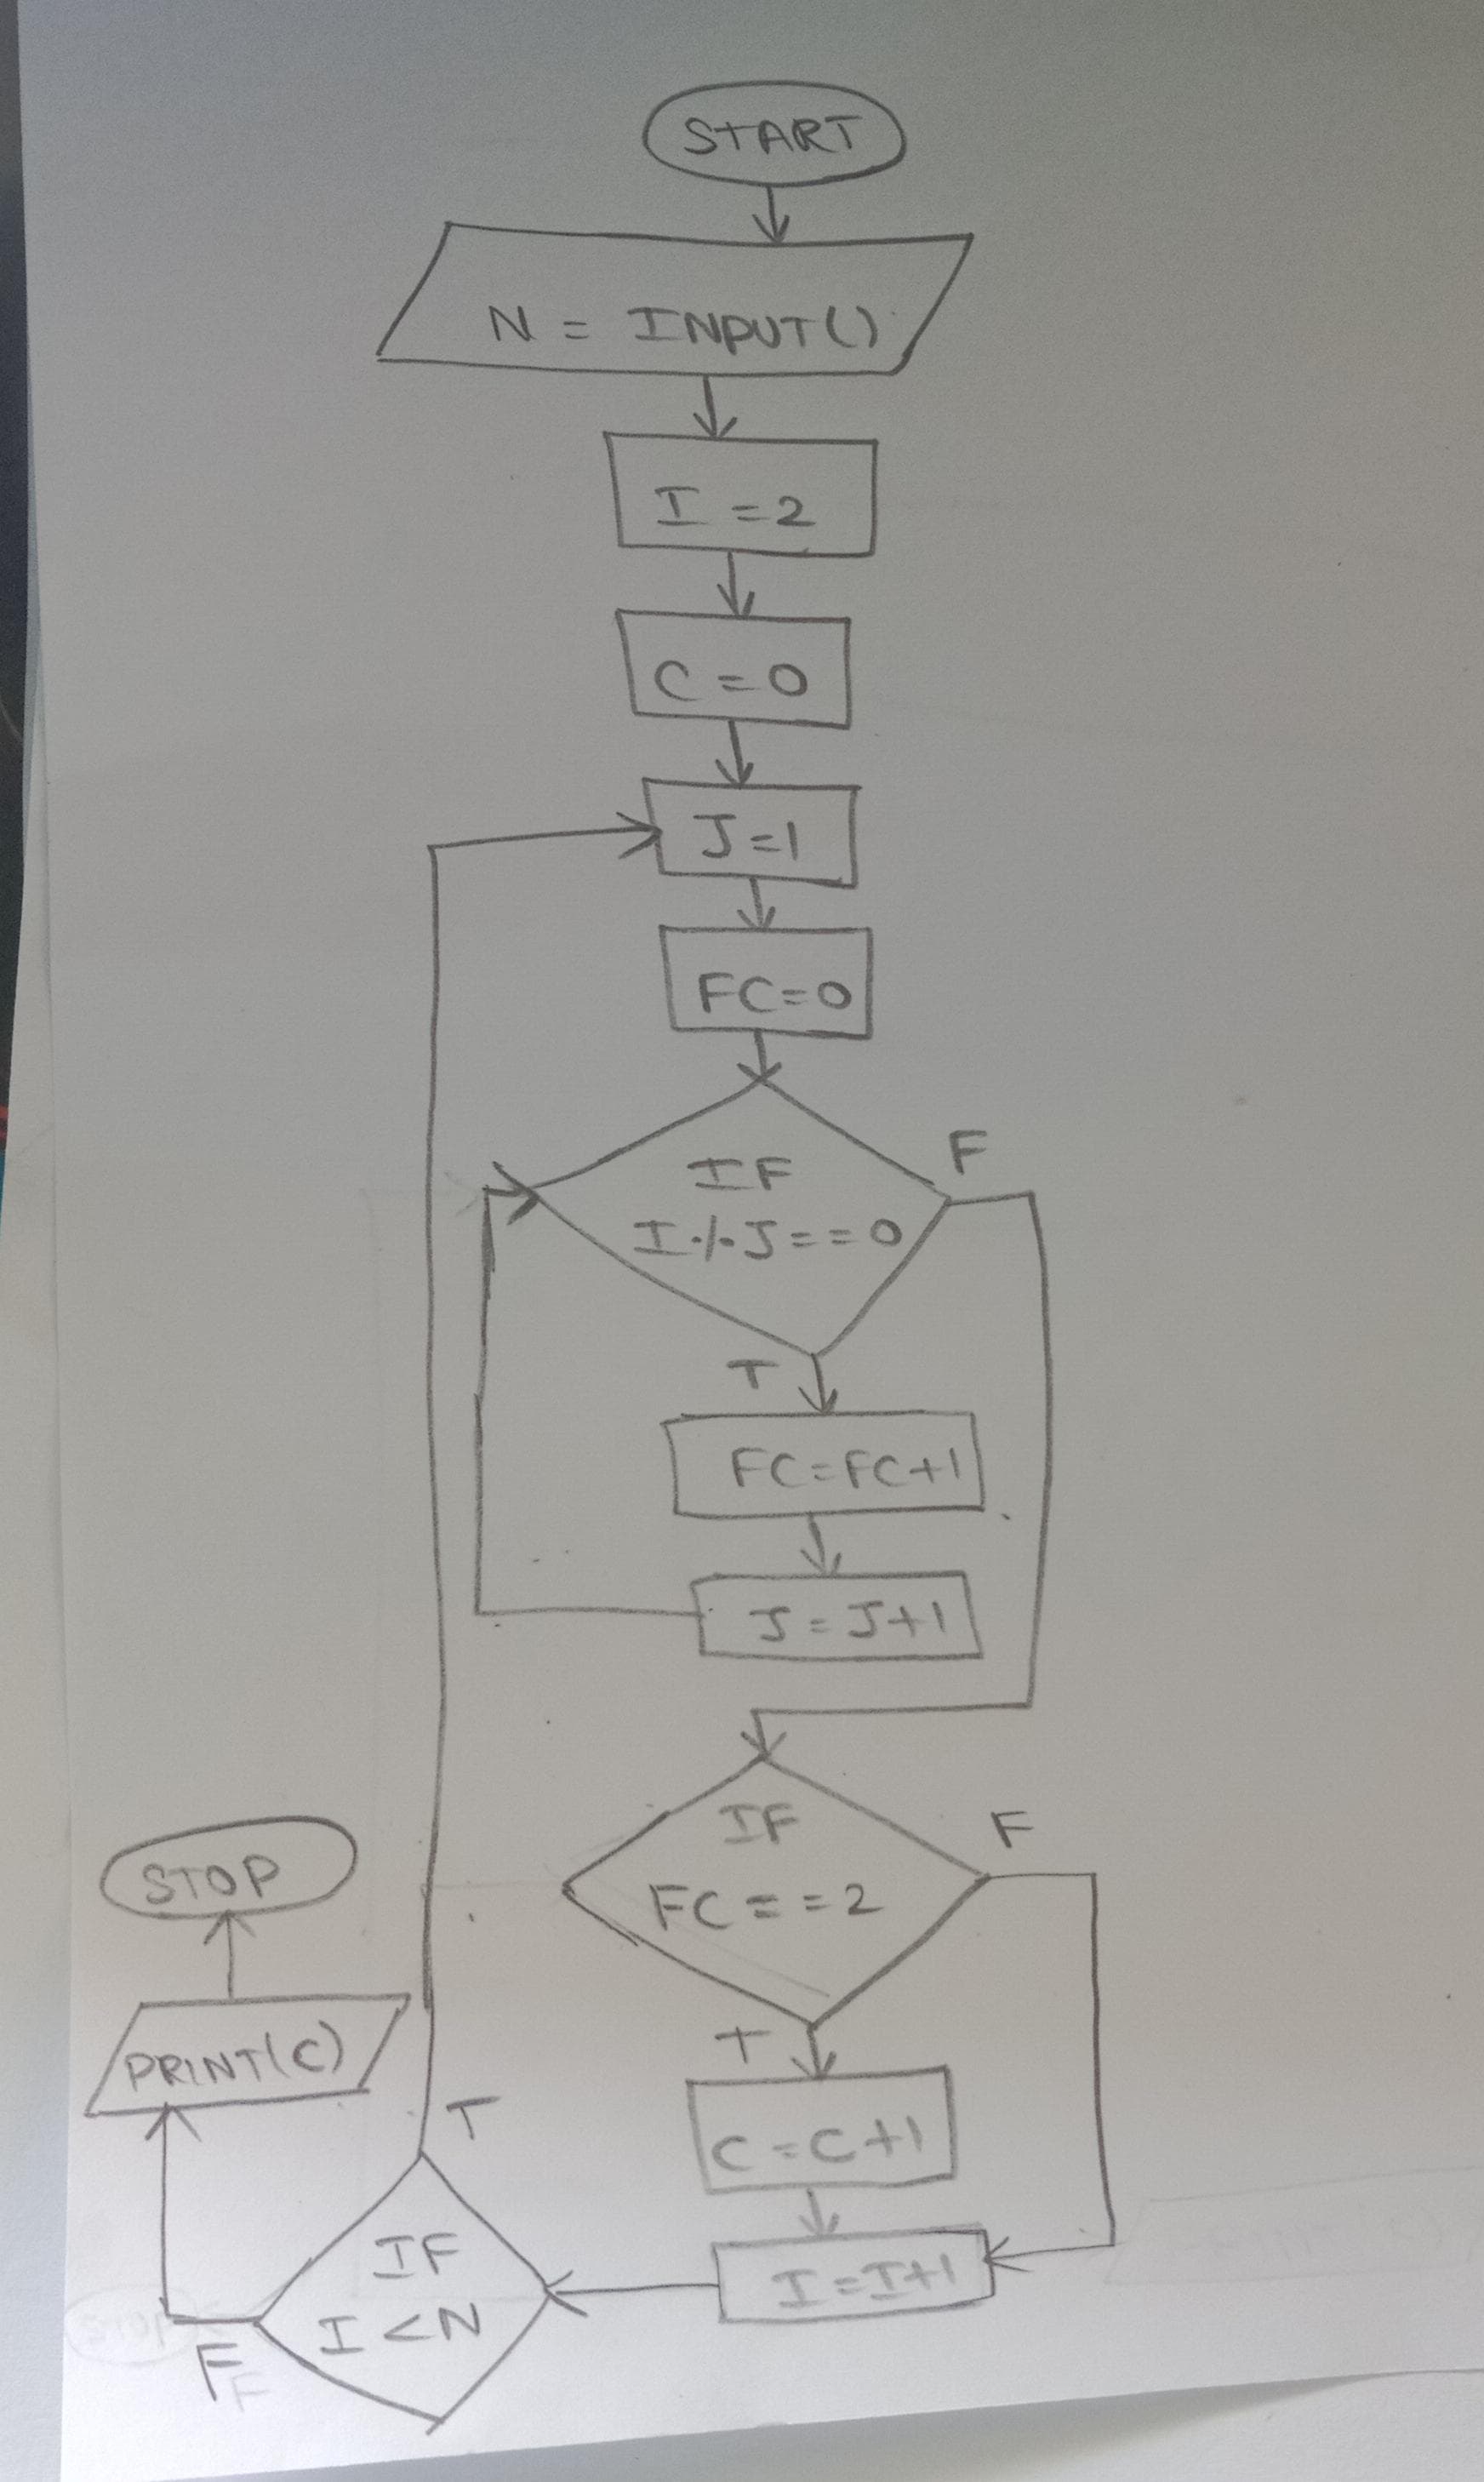 START
N = INPUT()
I = 2
C = 0
J = 1
FC = 0
IF
I % J = = 0
F
T
FC = FC + 1
J = J + 1
IF
FC = = 2
F
T
C = C + 1
I = I + 1
IF
I < N
T
F
F
PRINT(C)
STOP
STOP